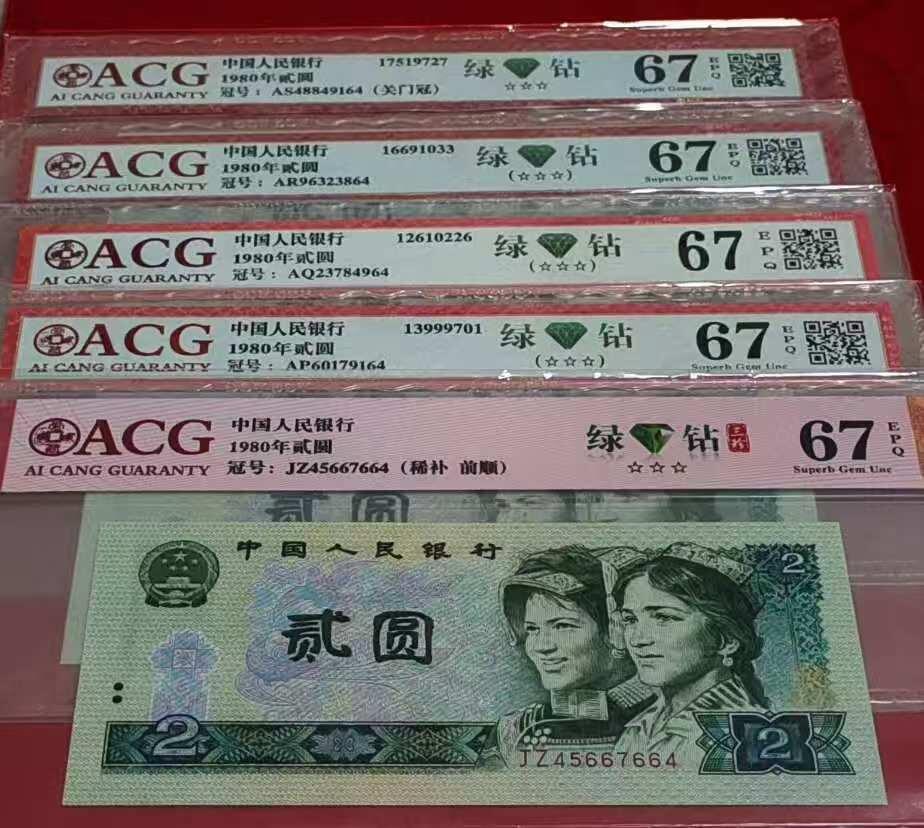 ACG
AI CANG GUARANTY
中国人民银行 17519727
1980年贰圆
冠号：AS48849164（关门冠）
绿 钻
☆☆☆
67
EPQ
Superb Gem Unc
ACG
AI CANG GUARANTY
中国人民银行 16691033
1980年贰圆
冠号：AR96323864
绿 钻
(☆☆☆)
67
EPQ
Superb Gem Unc
ACG
AI CANG GUARANTY
中国人民银行 12610226
1980年贰圆
冠号：AQ23784964
绿 钻
(☆☆☆)
67
EPQ
ACG
AI CANG GUARANTY
中国人民银行 13999701
1980年贰圆
冠号：AP60179164
绿 钻
(☆☆☆)
67
EPQ
Superb Gem Unc
ACG
AI CANG GUARANTY
中国人民银行
1980年贰圆
冠号：JZ45667664（稀补 前顺）
绿 钻
☆☆☆
67
EPQ
Superb Gem Unc
贰圆
中国人民银行
2
贰圆
2
JZ45667664
2